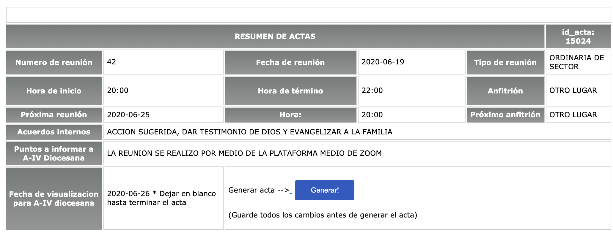 RESUMEN DE ACTAS
id_acta:
15024
Numero de reunión 42 Fecha de reunión 2020-06-19 Tipo de reunión ORDINARIA DE
SECTOR
Hora de inicio 20:00 Hora de término 22:00 Anfitrión OTRO LUGAR
Próxima reunión 2020-06-25 Hora: 20:00 Próximo anfitrión OTRO LUGAR
Acuerdos internos ACCION SUGERIDA, DAR TESTIMONIO DE DIOS Y EVANGELIZAR A LA FAMILIA
Puntos a informar a
A-IV Diocesana
LA REUNION SE REALIZO POR MEDIO DE LA PLATAFORMA MEDIO DE ZOOM
Fecha de visualizacion
para A-IV diocesana
2020-06-26 * Dejar en blanco
hasta terminar el acta
Generar acta -->_ Generar!
(Guarde todos los cambios antes de generar el acta)